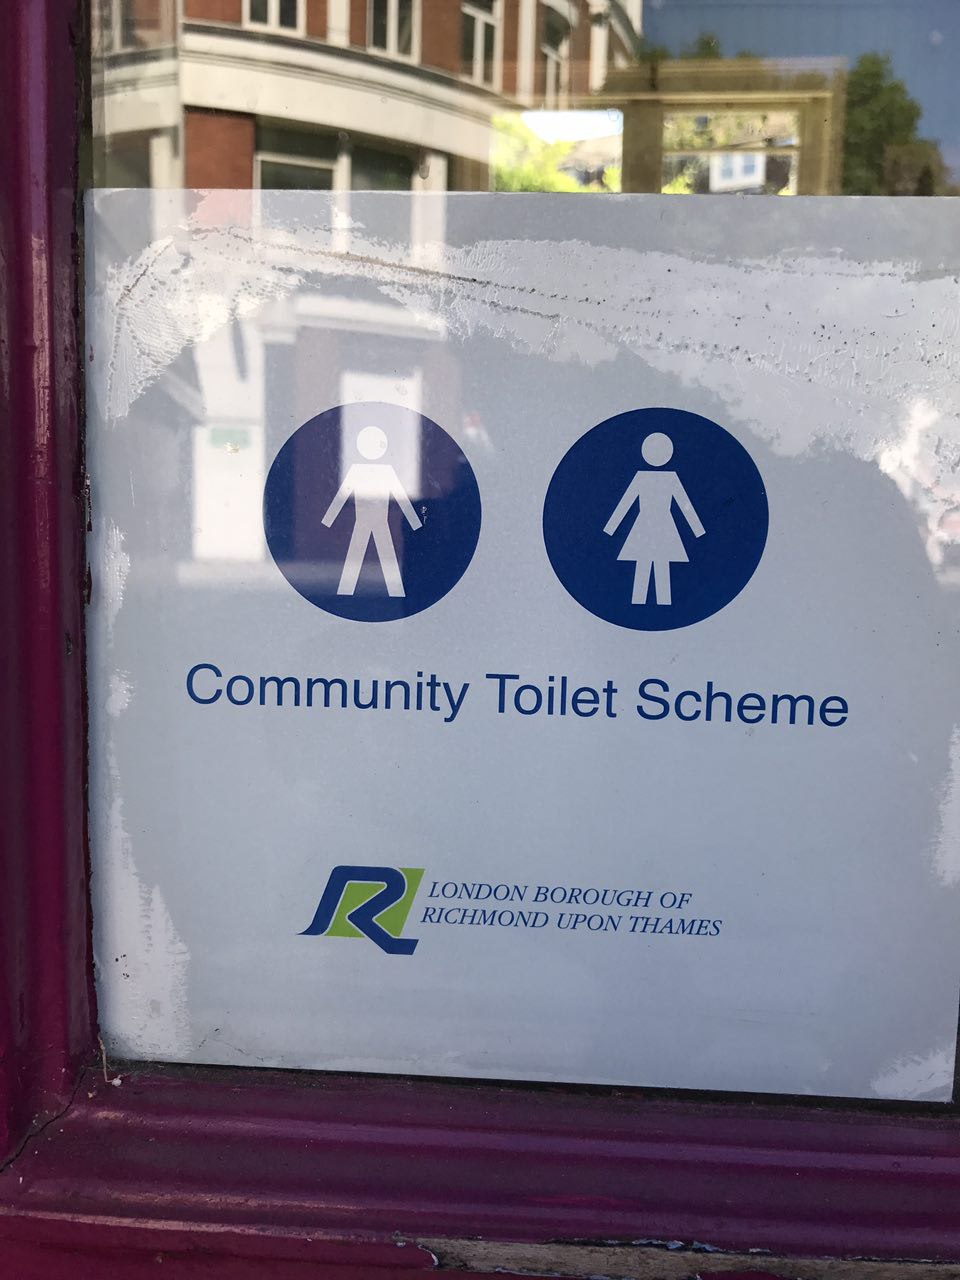 Community Toilet Scheme
LONDON BOROUGH OF
RICHMOND UPON THAMES